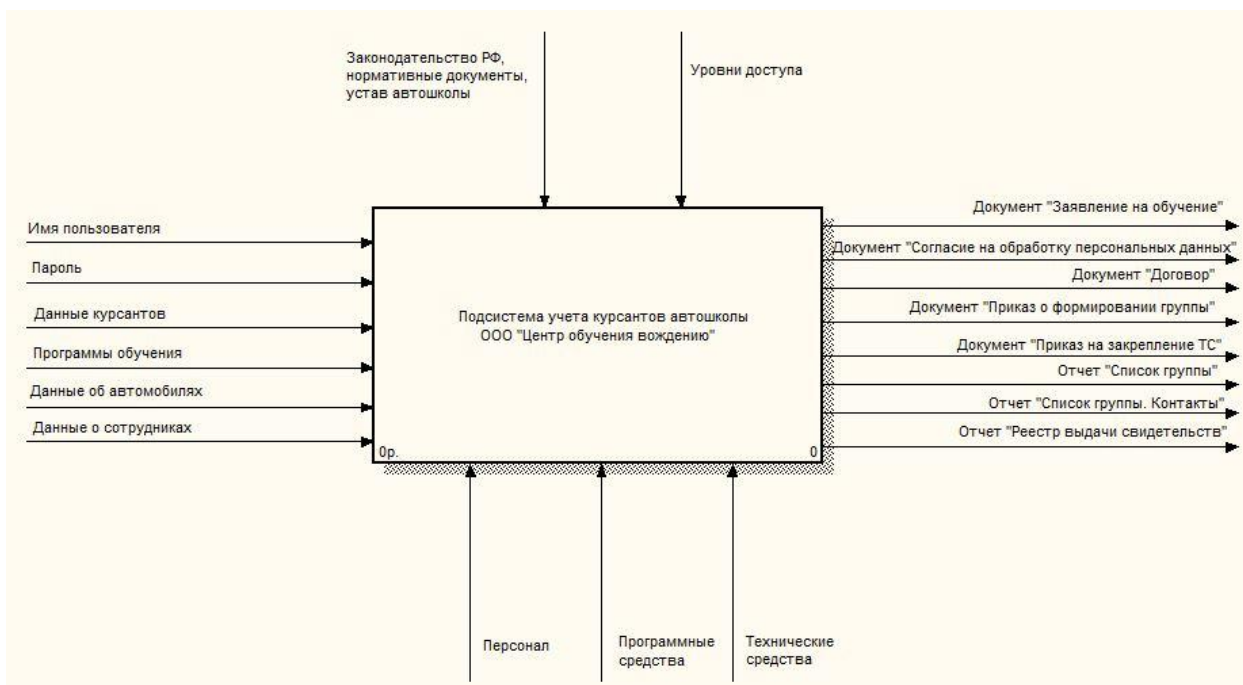 Законодательство РФ,
нормативные документы,
устав автошколы
Уровни доступа
Имя пользователя
Пароль
Данные курсантов
Программы обучения
Данные об автомобилях
Данные о сотрудниках
Подсистема учета курсантов автошколы
ООО "Центр обучения вождению"
0р.
0
Документ "Заявление на обучение"
Документ "Согласие на обработку персональных данных"
Документ "Договор"
Документ "Приказ о формировании группы"
Документ "Приказ на закрепление ТС"
Отчет "Список группы"
Отчет "Список группы. Контакты"
Отчет "Реестр выдачи свидетельств"
Персонал
Программные
средства
Технические
средства